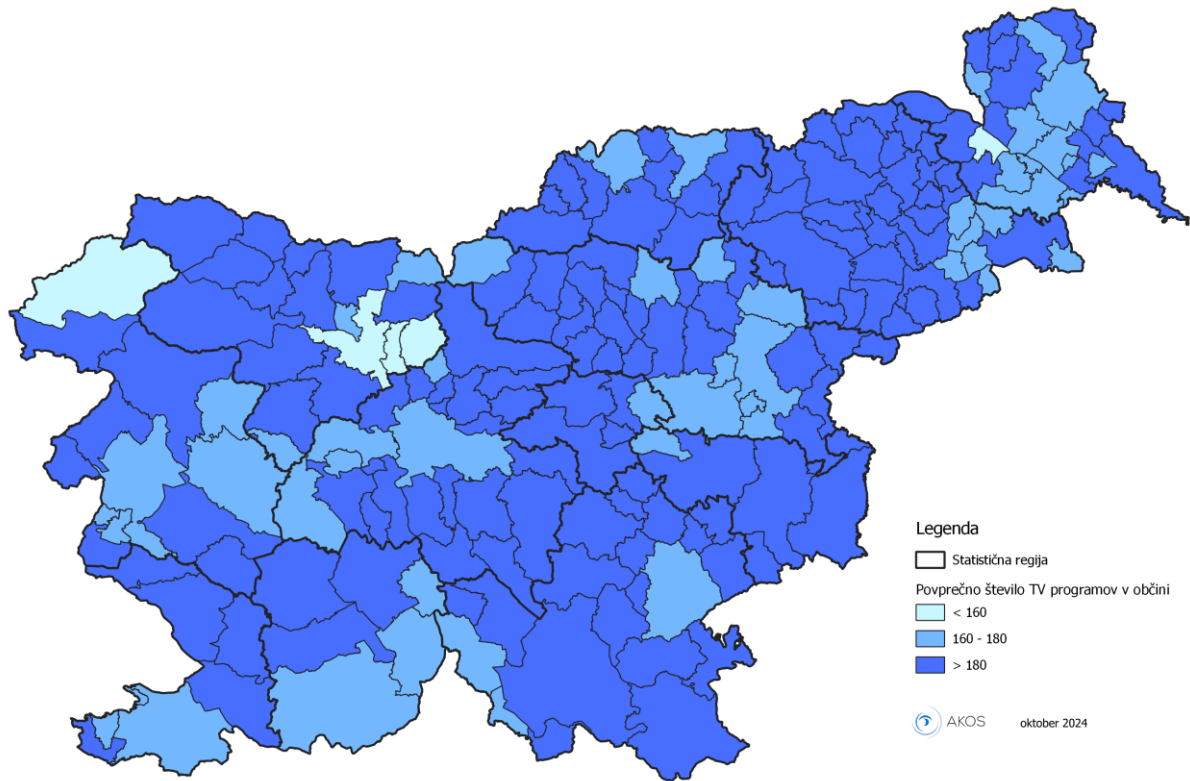 Legenda
Statistična regija
Povprečno število TV programov v občini
< 160
160 - 180
> 180
AKOS oktober 2024